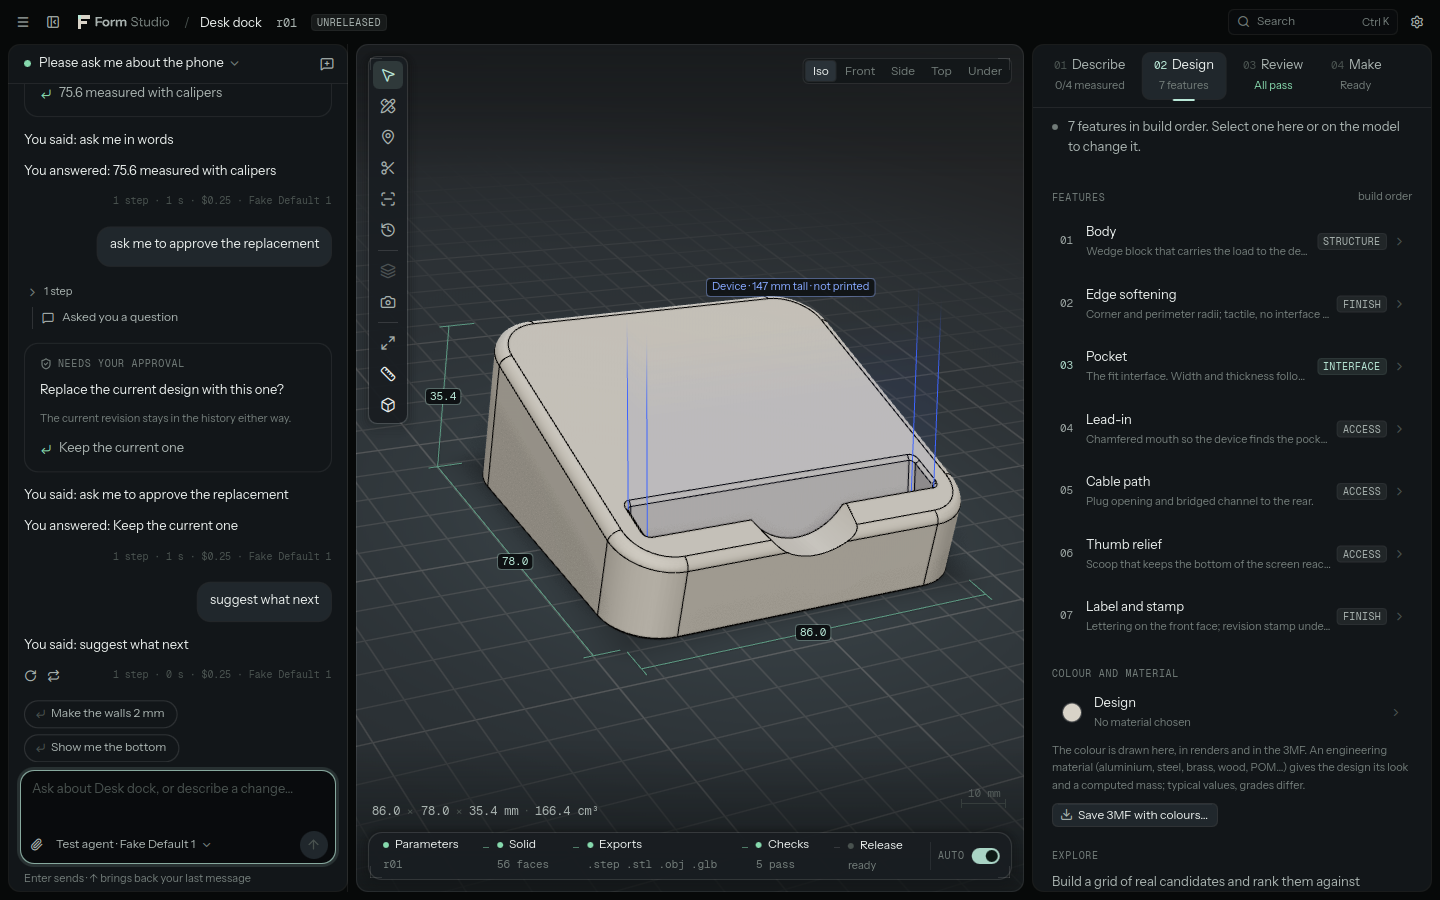 Form Studio / Desk dock r01 UNRELEASED
Search Ctrl K
Please ask me about the phone
75.6 measured with calipers
You said: ask me in words
You answered: 75.6 measured with calipers
1 step · 1 s · $0.25 · Fake Default 1
ask me to approve the replacement
1 step
Asked you a question
NEEDS YOUR APPROVAL
Replace the current design with this one?
The current revision stays in the history either way.
Keep the current one
You said: ask me to approve the replacement
You answered: Keep the current one
1 step · 1 s · $0.25 · Fake Default 1
suggest what next
You said: suggest what next
1 step · 0 s · $0.25 · Fake Default 1
Make the walls 2 mm
Show me the bottom
Ask about Desk dock, or describe a change...
Test agent · Fake Default 1
Enter sends · ↑ brings back your last message
Iso Front Side Top Under
Device · 147 mm tall · not printed
35.4
78.0
86.0
10 mm
86.0 × 78.0 × 35.4 mm · 166.4 cm³
Parameters
r01
Solid
56 faces
Exports
.step .stl .obj .glb
Checks
5 pass
Release
ready
AUTO
01 Describe
0/4 measured
02 Design
7 features
03 Review
All pass
04 Make
Ready
7 features in build order. Select one here or on the model
to change it.
FEATURES build order
01 Body
Wedge block that carries the load to the de...
STRUCTURE
02 Edge softening
Corner and perimeter radii; tactile, no interface ...
FINISH
03 Pocket
The fit interface. Width and thickness follo...
INTERFACE
04 Lead-in
Chamfered mouth so the device finds the pock...
ACCESS
05 Cable path
Plug opening and bridged channel to the rear.
ACCESS
06 Thumb relief
Scoop that keeps the bottom of the screen reac...
ACCESS
07 Label and stamp
Lettering on the front face; revision stamp unde...
FINISH
COLOUR AND MATERIAL
Design
No material chosen
The colour is drawn here, in renders and in the 3MF. An engineering
material (aluminium, steel, brass, wood, POM...) gives the design its look
and a computed mass; typical values, grades differ.
Save 3MF with colours...
EXPLORE
Build a grid of real candidates and rank them against